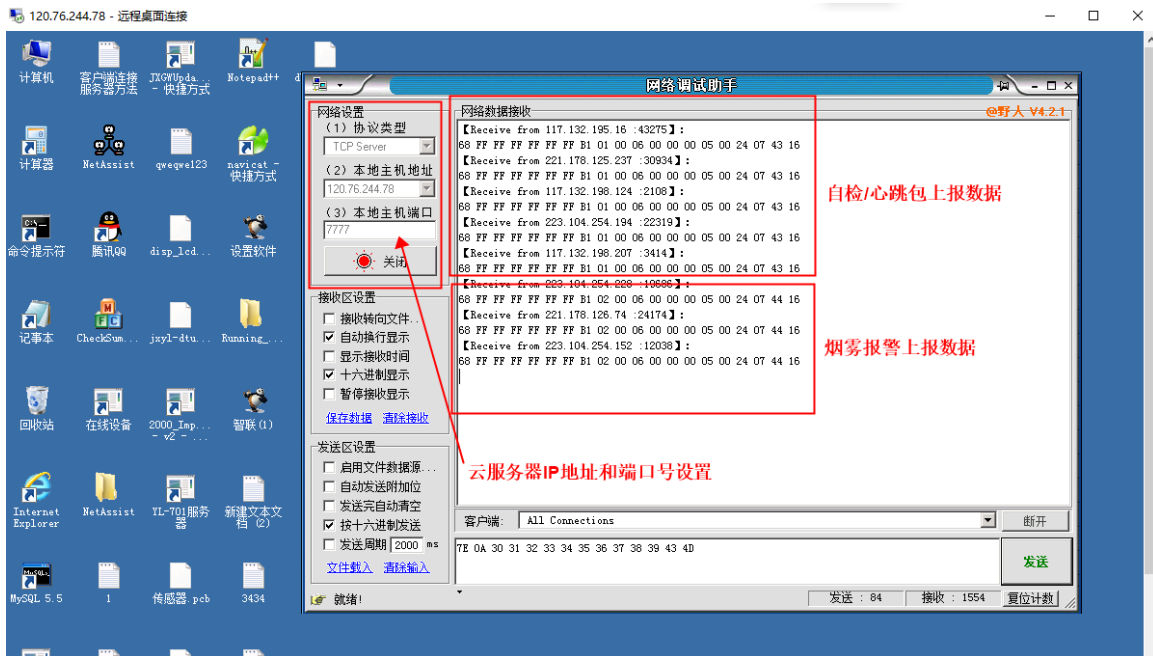 120.76.244.78 - 远程桌面连接
计算机
客户端连接
服务器方法
JXGWUpda...
- 快捷方式
Notepad++
计算器
NetAssist
qweqwe123
navicat -
快捷方式
命令提示符
腾讯QQ
disp_lcd...
设置软件
记事本
CheckSum...
jxyl-dtu...
Running_...
回收站
在线设备
2000_Imp...
- v2 - ...
智联(1)
Internet
Explorer
NetAssist
YL-701服务
器
新建文本文
档 (2)
MySQL 5.5
1
传感器.pcb
3434
网络调试助手
网络设置
(1) 协议类型
TCP Server
(2) 本地主机地址
120.76.244.78
(3) 本地主机端口
7777
关闭
接收区设置
接收转向文件...
自动换行显示
显示接收时间
十六进制显示
暂停接收显示
保存数据 清除接收
发送区设置
启用文件数据源...
自动发送附加位
发送完自动清空
按十六进制发送
发送周期 2000 ms
文件载入 清除输入
网络数据接收
@野人 V4.2.1
【Receive from 117.132.195.16 :43275】:
68 FF FF FF FF FF FF B1 01 00 06 00 00 00 05 00 24 07 43 16
【Receive from 221.178.125.237 :30934】:
68 FF FF FF FF FF FF B1 01 00 06 00 00 00 05 00 24 07 43 16
【Receive from 117.132.198.124 :2108】:
68 FF FF FF FF FF FF B1 01 00 06 00 00 00 05 00 24 07 43 16
【Receive from 223.104.254.194 :22319】:
68 FF FF FF FF FF FF B1 01 00 06 00 00 00 05 00 24 07 43 16
【Receive from 117.132.198.207 :3414】:
68 FF FF FF FF FF FF B1 01 00 06 00 00 00 05 00 24 07 43 16
【Receive from 223.104.254.228 :10686】:
68 FF FF FF FF FF FF B1 02 00 06 00 00 00 05 00 24 07 44 16
【Receive from 221.178.126.74 :24174】:
68 FF FF FF FF FF FF B1 02 00 06 00 00 00 05 00 24 07 44 16
【Receive from 223.104.254.152 :12038】:
68 FF FF FF FF FF FF B1 02 00 06 00 00 00 05 00 24 07 44 16
自检/心跳包上报数据
烟雾报警上报数据
云服务器IP地址和端口号设置
客户端: All Connections
断开
7E 0A 30 31 32 33 34 35 36 37 38 39 43 4D
发送
就绪!
发送 : 84
接收 : 1554
复位计数